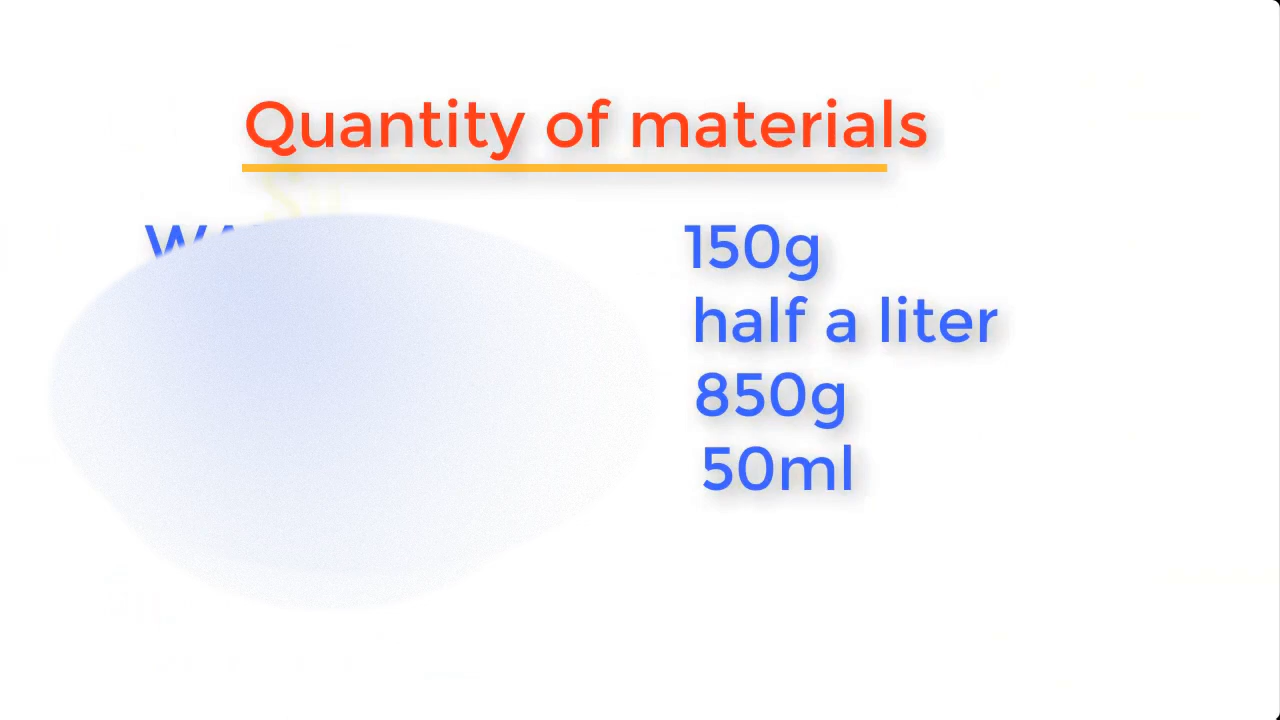 Quantity of materials
150g
half a liter
850g
50ml